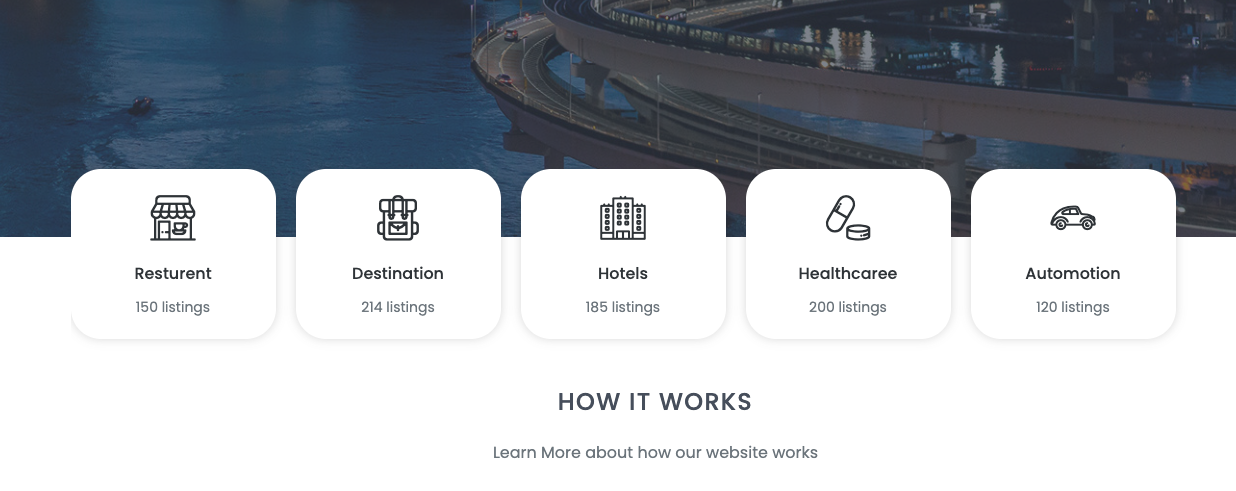 Resturent
150 listings
Destination
214 listings
Hotels
185 listings
Healthcaree
200 listings
Automotion
120 listings
HOW IT WORKS
Learn More about how our website works